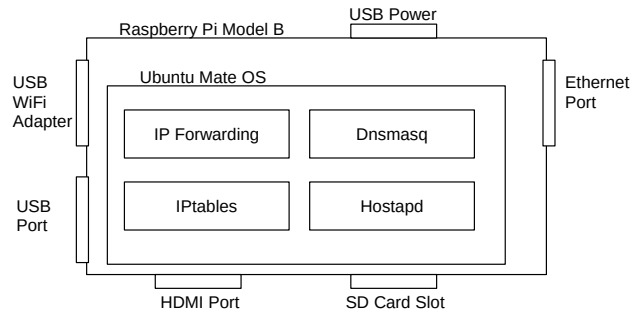 USB Power
Raspberry Pi Model B
USB
WiFi
Adapter
Ubuntu Mate OS
Ethernet
Port
IP Forwarding
Dnsmasq
USB
Port
IPtables
Hostapd
HDMI Port
SD Card Slot